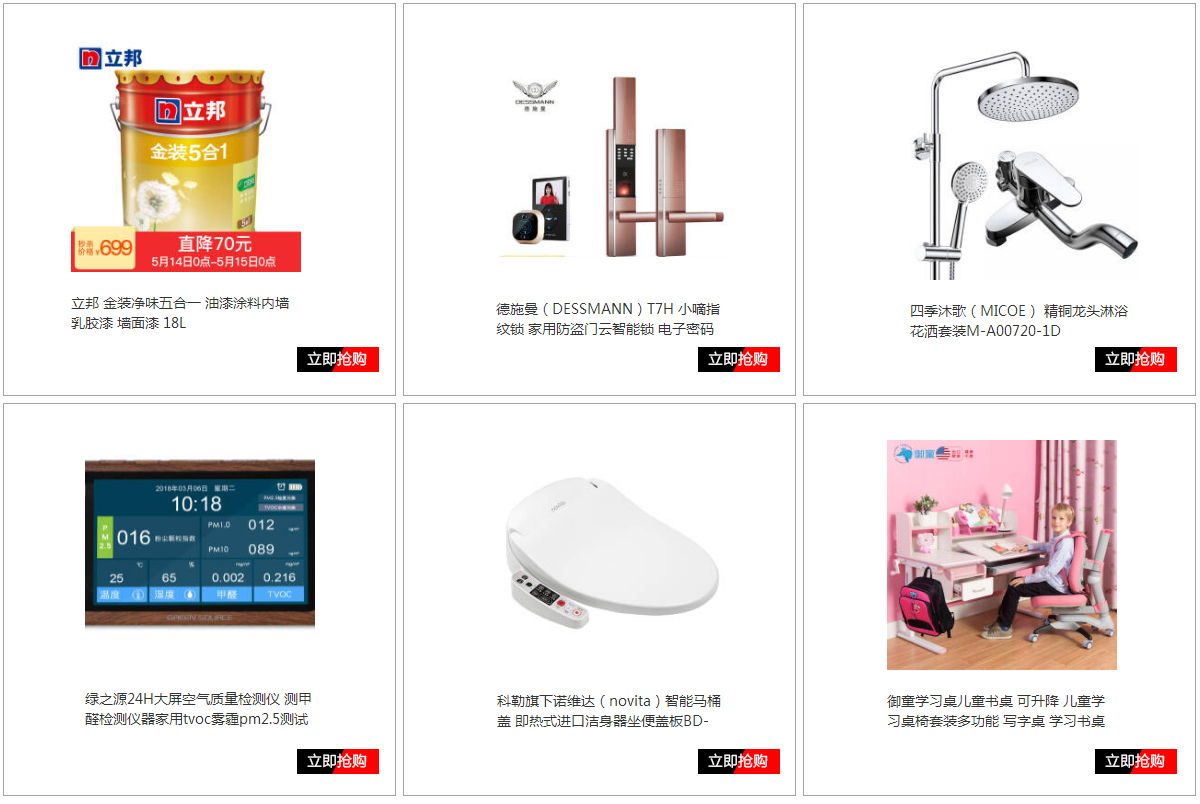 立邦
立邦
金装5合1
秒杀
价格 ¥699
直降70元
5月14日0点-5月15日0点
立邦 金装净味五合一 油漆涂料内墙
乳胶漆 墙面漆 18L
立即抢购
DESSMANN
德施曼
德施曼（DESSMANN）T7H 小嘀指
纹锁 家用防盗门云智能锁 电子密码
立即抢购
四季沐歌（MICOE） 精铜龙头淋浴
花洒套装M-A00720-1D
立即抢购
2018年03月06日 星期二
10:18
PM2.5
016 粉尘颗粒指数
PM1.0 012
PM10 089
25 ℃
65 %
0.002 mg/m³
0.216 mg/m³
温度
湿度
甲醛
TVOC
GREEN SOURCE
绿之源24H大屏空气质量检测仪 测甲
醛检测仪器家用tvoc雾霾pm2.5测试
立即抢购
novita
科勒旗下诺维达（novita）智能马桶
盖 即热式进口洁身器坐便盖板BD-
立即抢购
御童
御童学习桌儿童书桌 可升降 儿童学
习桌椅套装多功能 写字桌 学习书桌
立即抢购